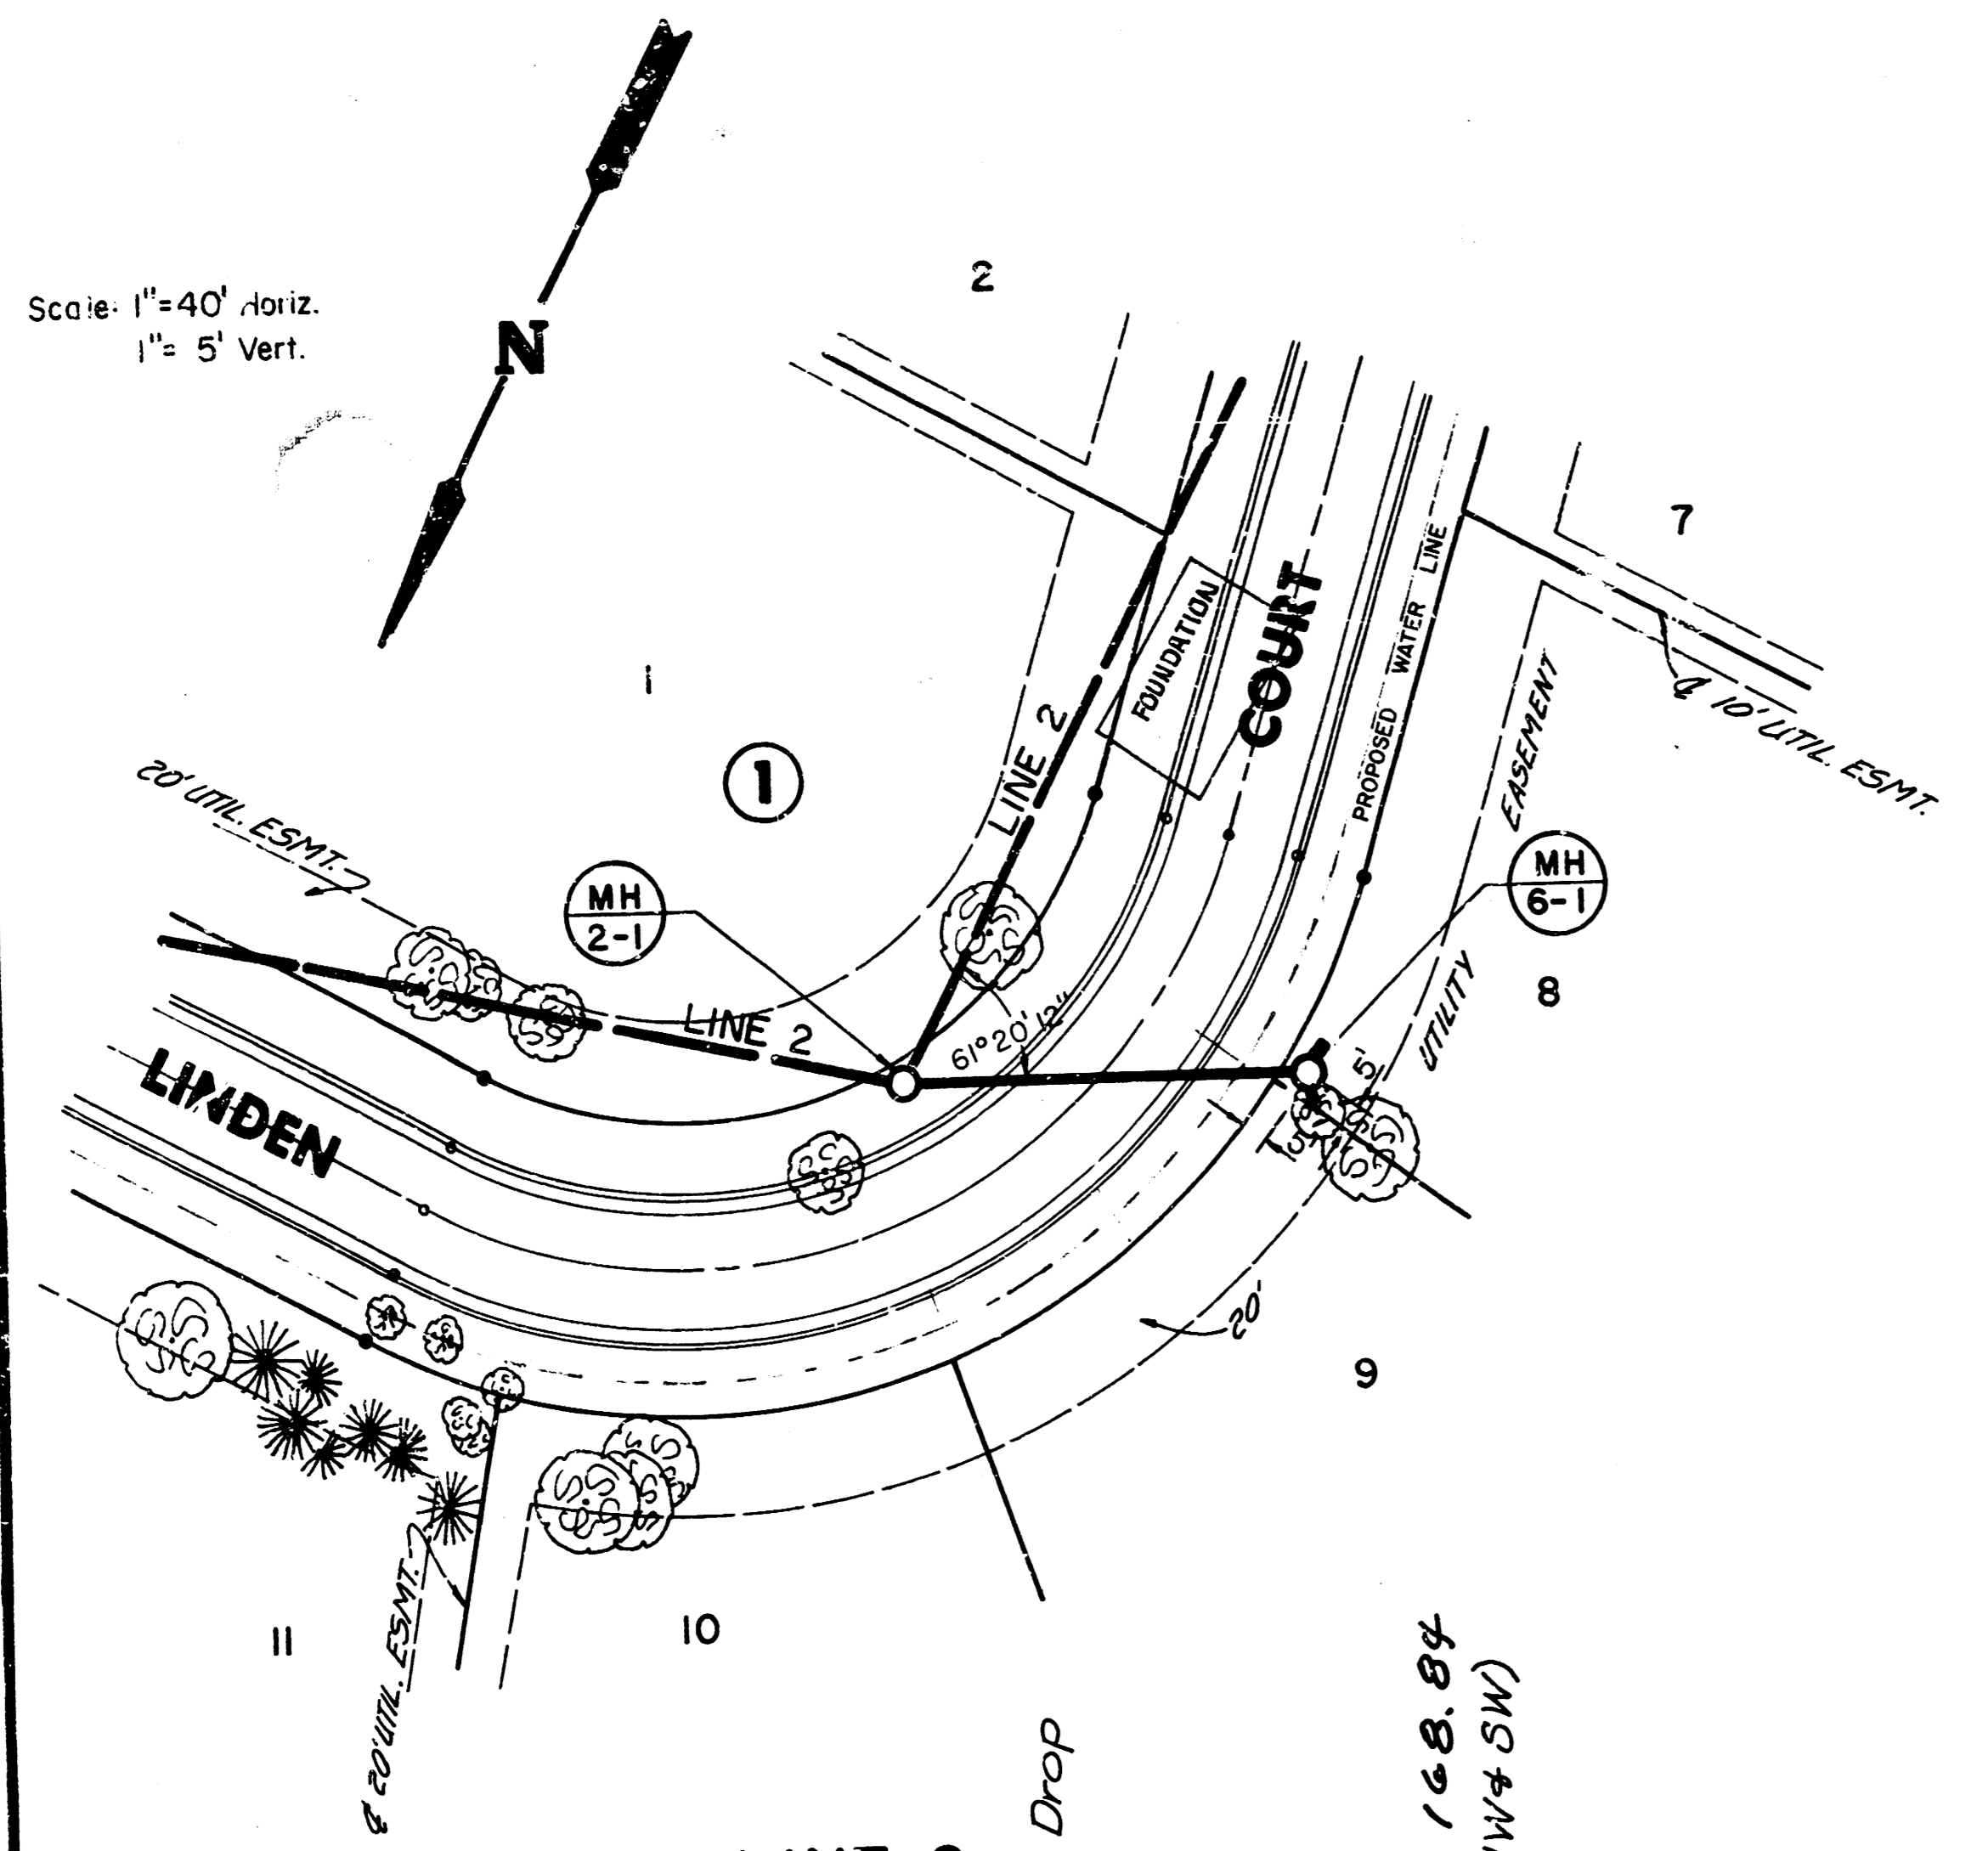 Scale: 1"=40' Horiz.
1"= 5' Vert.
N
2
7
1
1
20' UTIL. ESMT.
LINE 2
FOUNDATION
COURT
PROPOSED WATER LINE
UTILITY EASEMENT
10' UTIL. ESMT.
MH
2-1
MH
6-1
8
LINE 2
61° 20' 12"
5'
5'
LINDEN
20'
9
11
10
20' UTIL. ESMT.
Drop
168.84
SW)